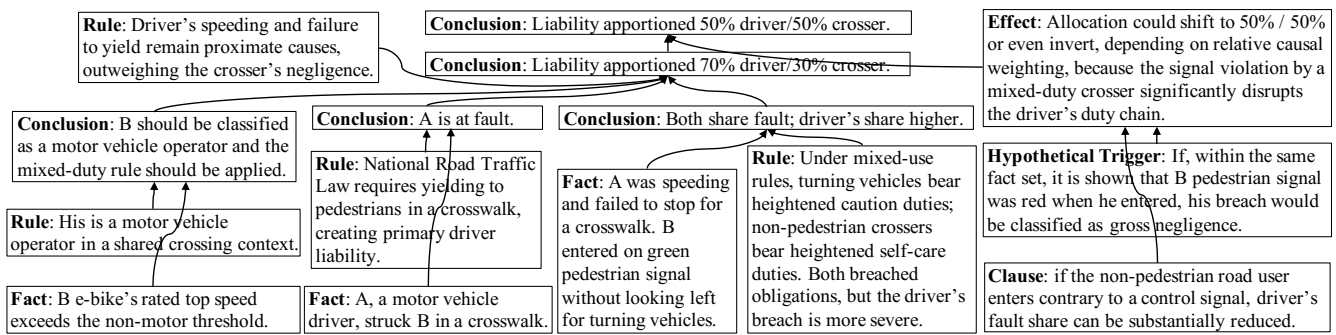 Rule: Driver’s speeding and failure
to yield remain proximate causes,
outweighing the crosser’s negligence.
Conclusion: Liability apportioned 50% driver/50% crosser.
Conclusion: Liability apportioned 70% driver/30% crosser.
Effect: Allocation could shift to 50% / 50%
or even invert, depending on relative causal
weighting, because the signal violation by a
mixed-duty crosser significantly disrupts
the driver’s duty chain.
Conclusion: B should be classified
as a motor vehicle operator and the
mixed-duty rule should be applied.
Conclusion: A is at fault.
Conclusion: Both share fault; driver’s share higher.
Rule: His is a motor vehicle
operator in a shared crossing context.
Rule: National Road Traffic
Law requires yielding to
pedestrians in a crosswalk,
creating primary driver
liability.
Fact: A was speeding
and failed to stop for
a crosswalk. B
entered on green
pedestrian signal
without looking left
for turning vehicles.
Rule: Under mixed-use
rules, turning vehicles bear
heightened caution duties;
non-pedestrian crossers
bear heightened self-care
duties. Both breached
obligations, but the driver’s
breach is more severe.
Hypothetical Trigger: If, within the same
fact set, it is shown that B pedestrian signal
was red when he entered, his breach would
be classified as gross negligence.
Fact: B e-bike’s rated top speed
exceeds the non-motor threshold.
Fact: A, a motor vehicle
driver, struck B in a crosswalk.
Clause: if the non-pedestrian road user
enters contrary to a control signal, driver’s
fault share can be substantially reduced.